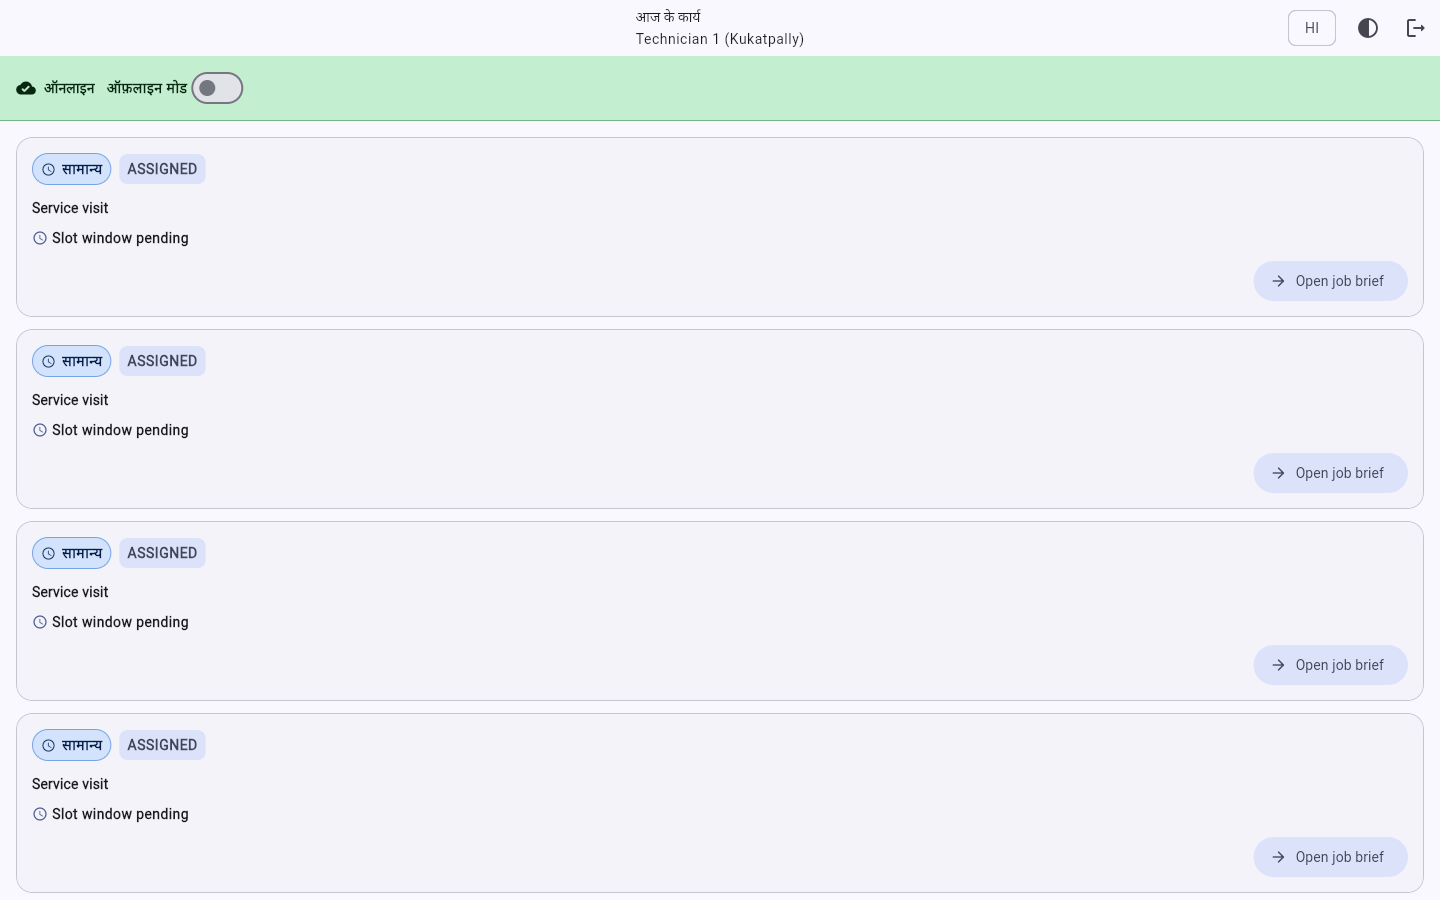 आज के कार्य
Technician 1 (Kukatpally)
HI
ऑनलाइन ऑफ़लाइन मोड
सामान्य ASSIGNED
Service visit
Slot window pending
Open job brief
सामान्य ASSIGNED
Service visit
Slot window pending
Open job brief
सामान्य ASSIGNED
Service visit
Slot window pending
Open job brief
सामान्य ASSIGNED
Service visit
Slot window pending
Open job brief